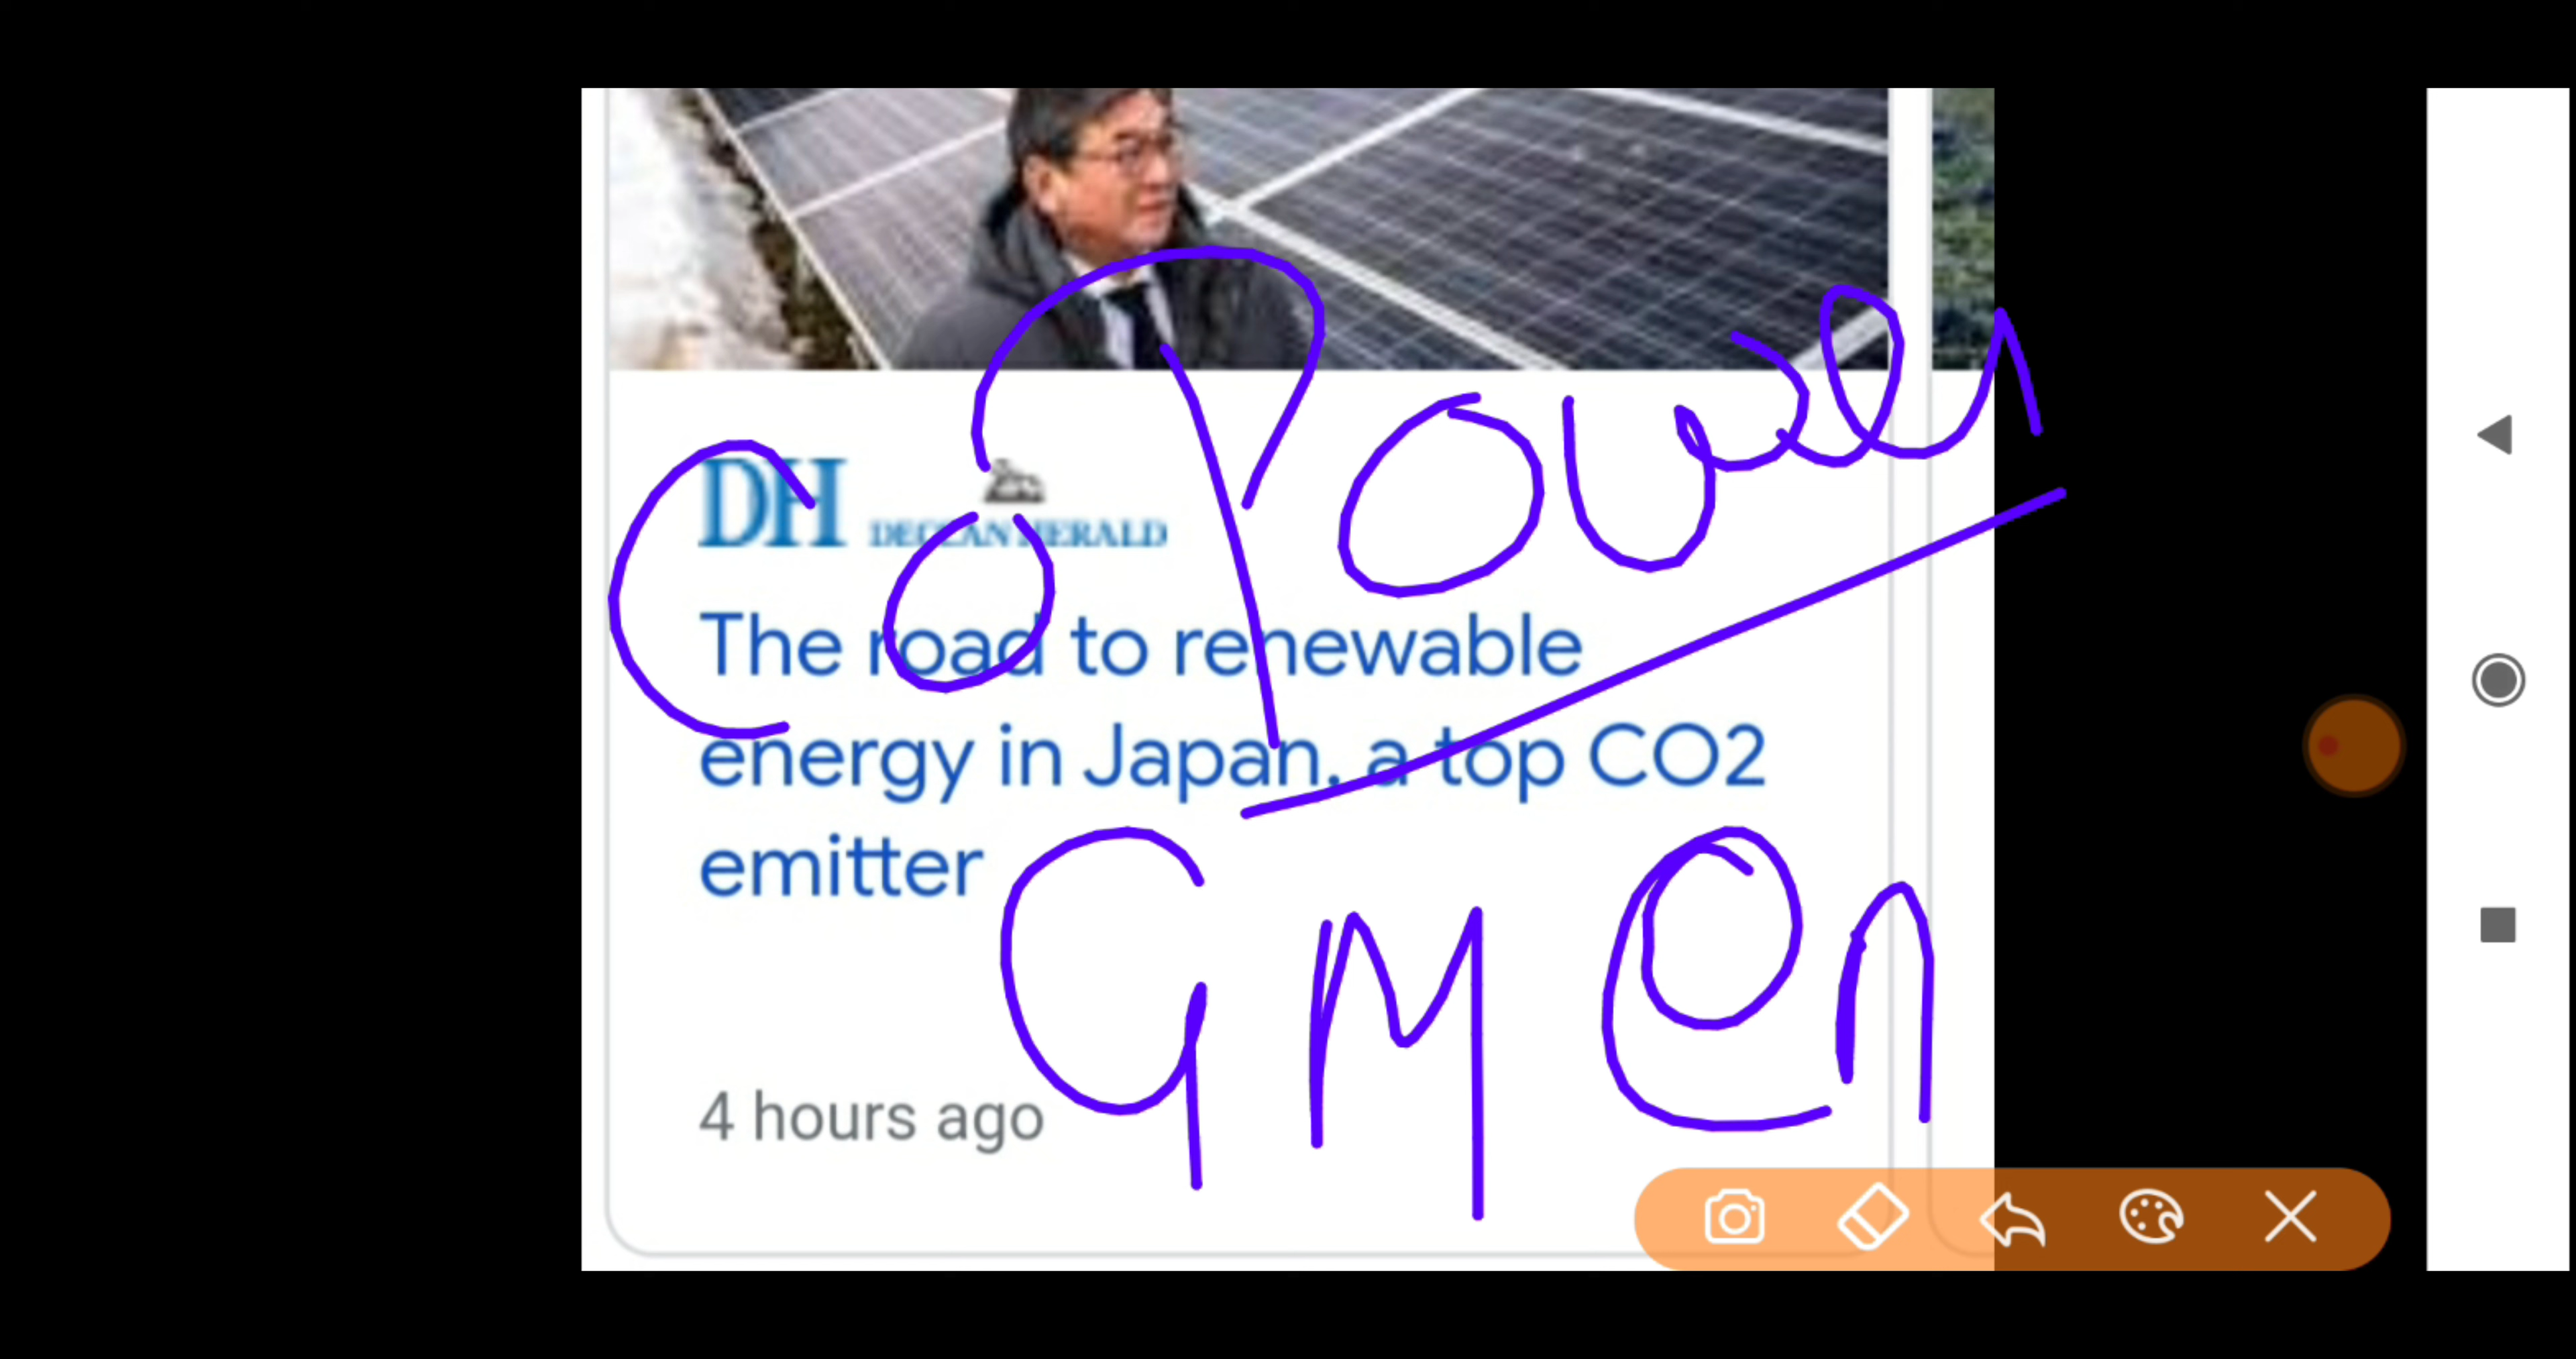 DH DECCAN HERALD
The road to renewable
energy in Japan, a top CO2
emitter
4 hours ago
Co Power
GMEN